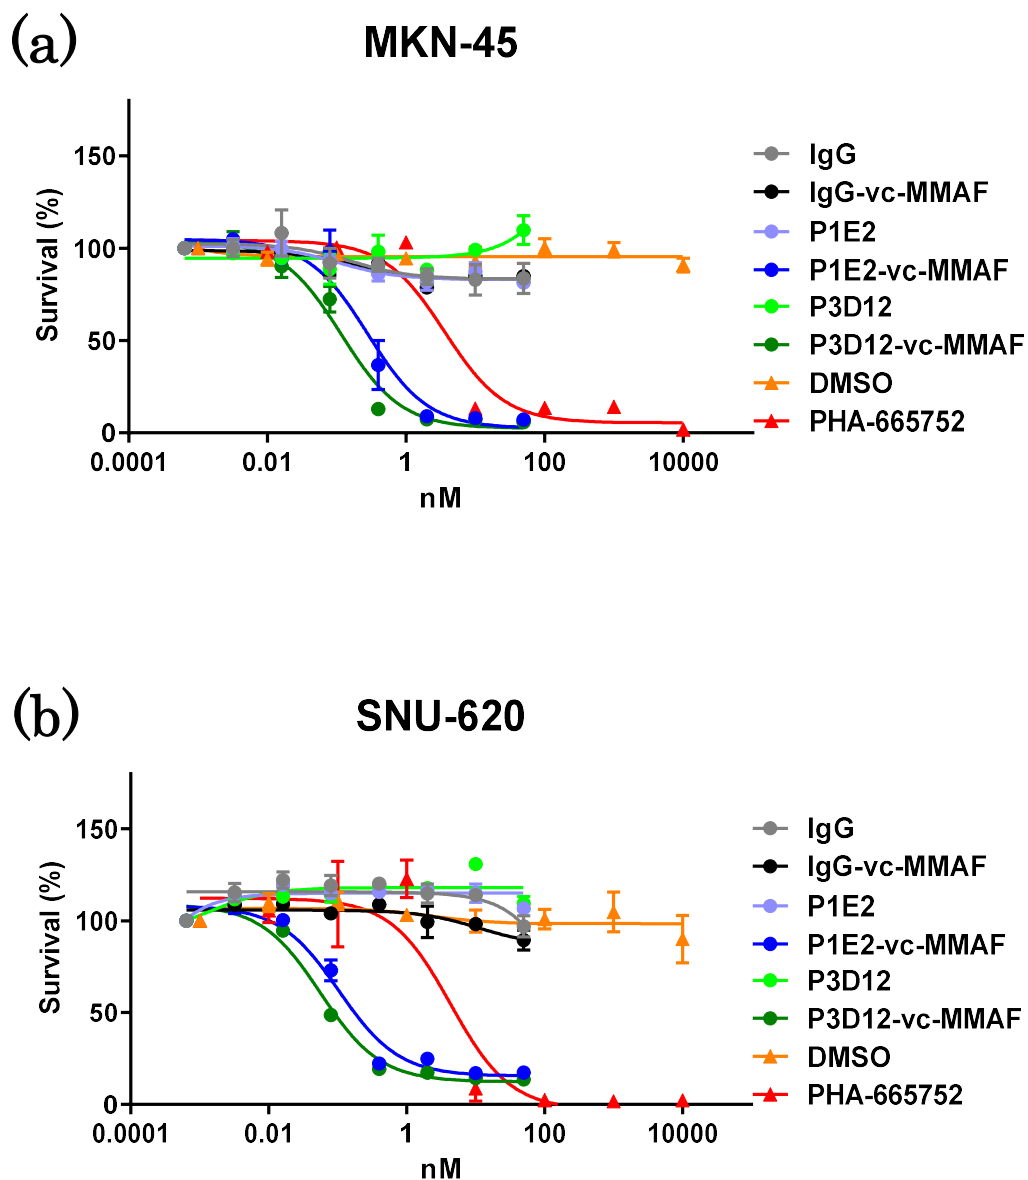 (a)
MKN-45
Survival (%)
150
100
50
0
0.0001
0.01
1
100
10000
nM
IgG
IgG-vc-MMAF
P1E2
P1E2-vc-MMAF
P3D12
P3D12-vc-MMAF
DMSO
PHA-665752
(b)
SNU-620
Survival (%)
150
100
50
0
0.0001
0.01
1
100
10000
nM
IgG
IgG-vc-MMAF
P1E2
P1E2-vc-MMAF
P3D12
P3D12-vc-MMAF
DMSO
PHA-665752